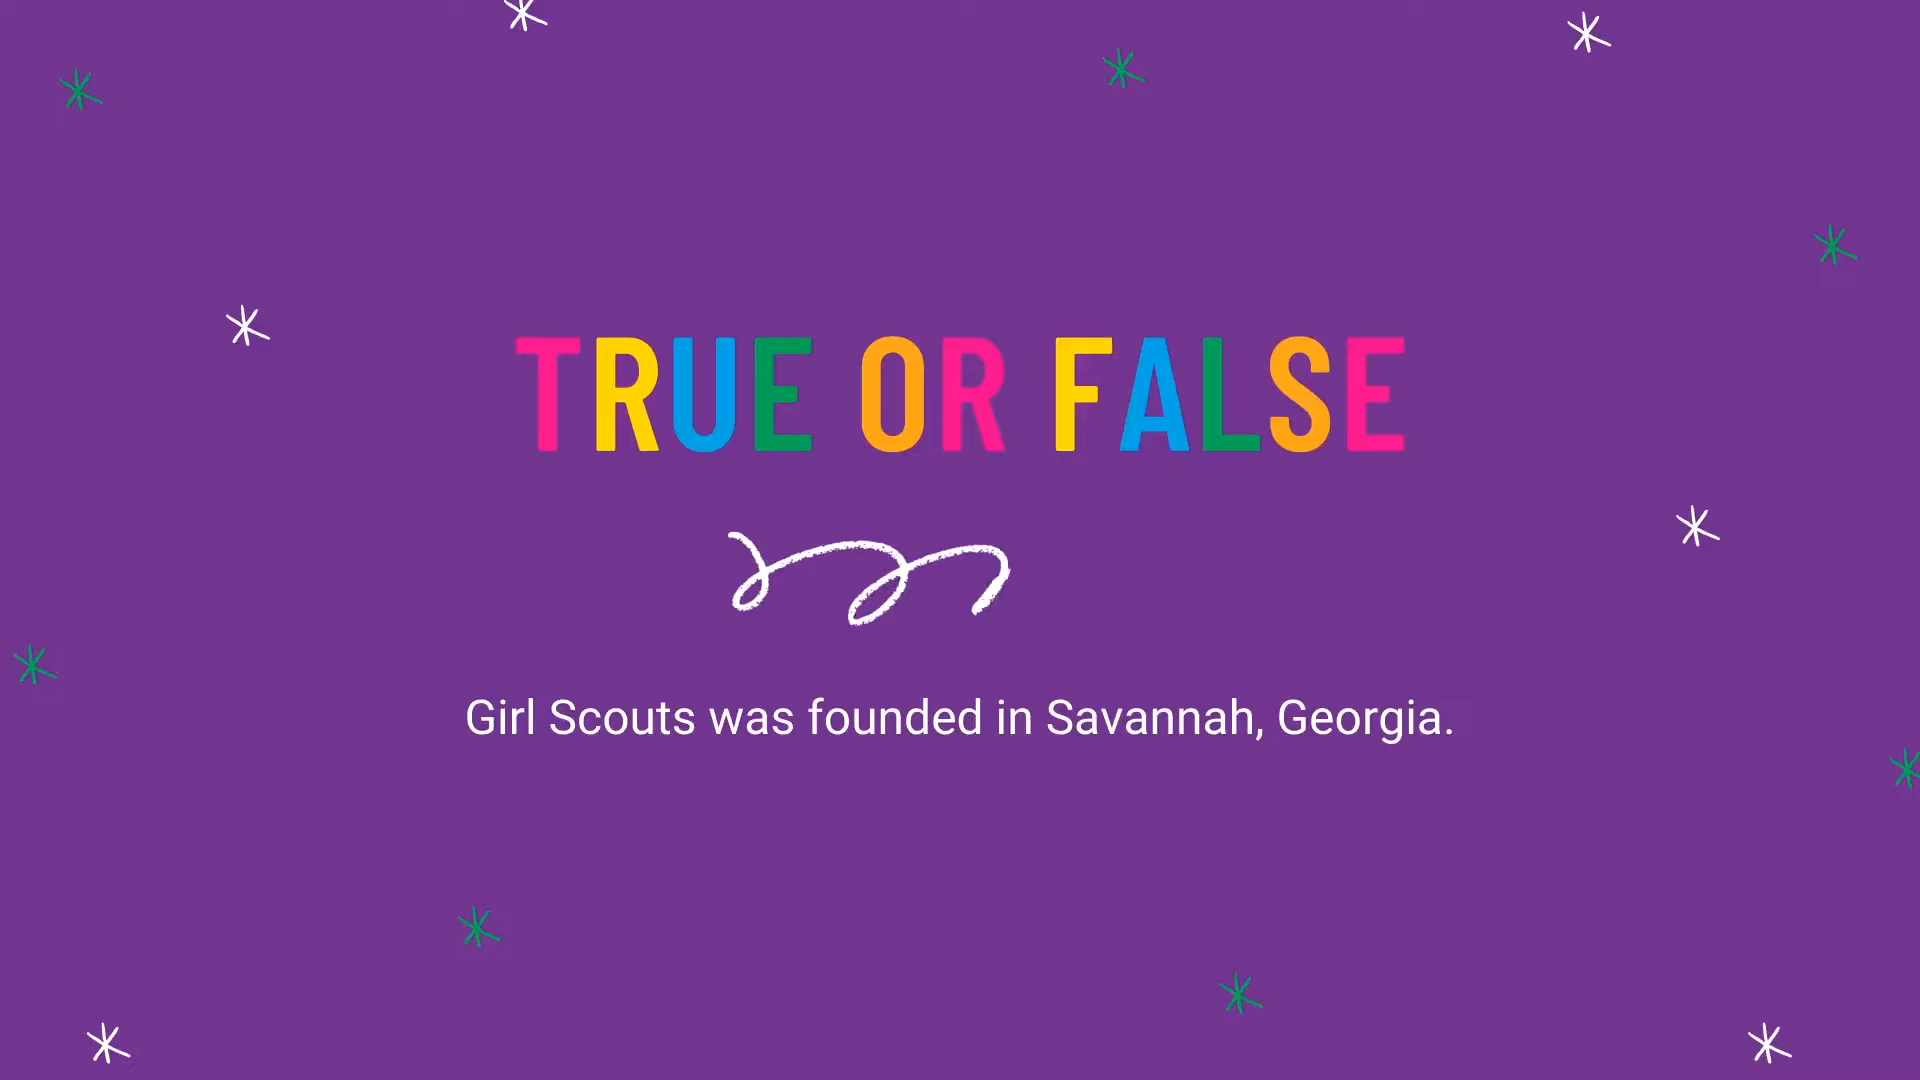 TRUE OR FALSE
Girl Scouts was founded in Savannah, Georgia.